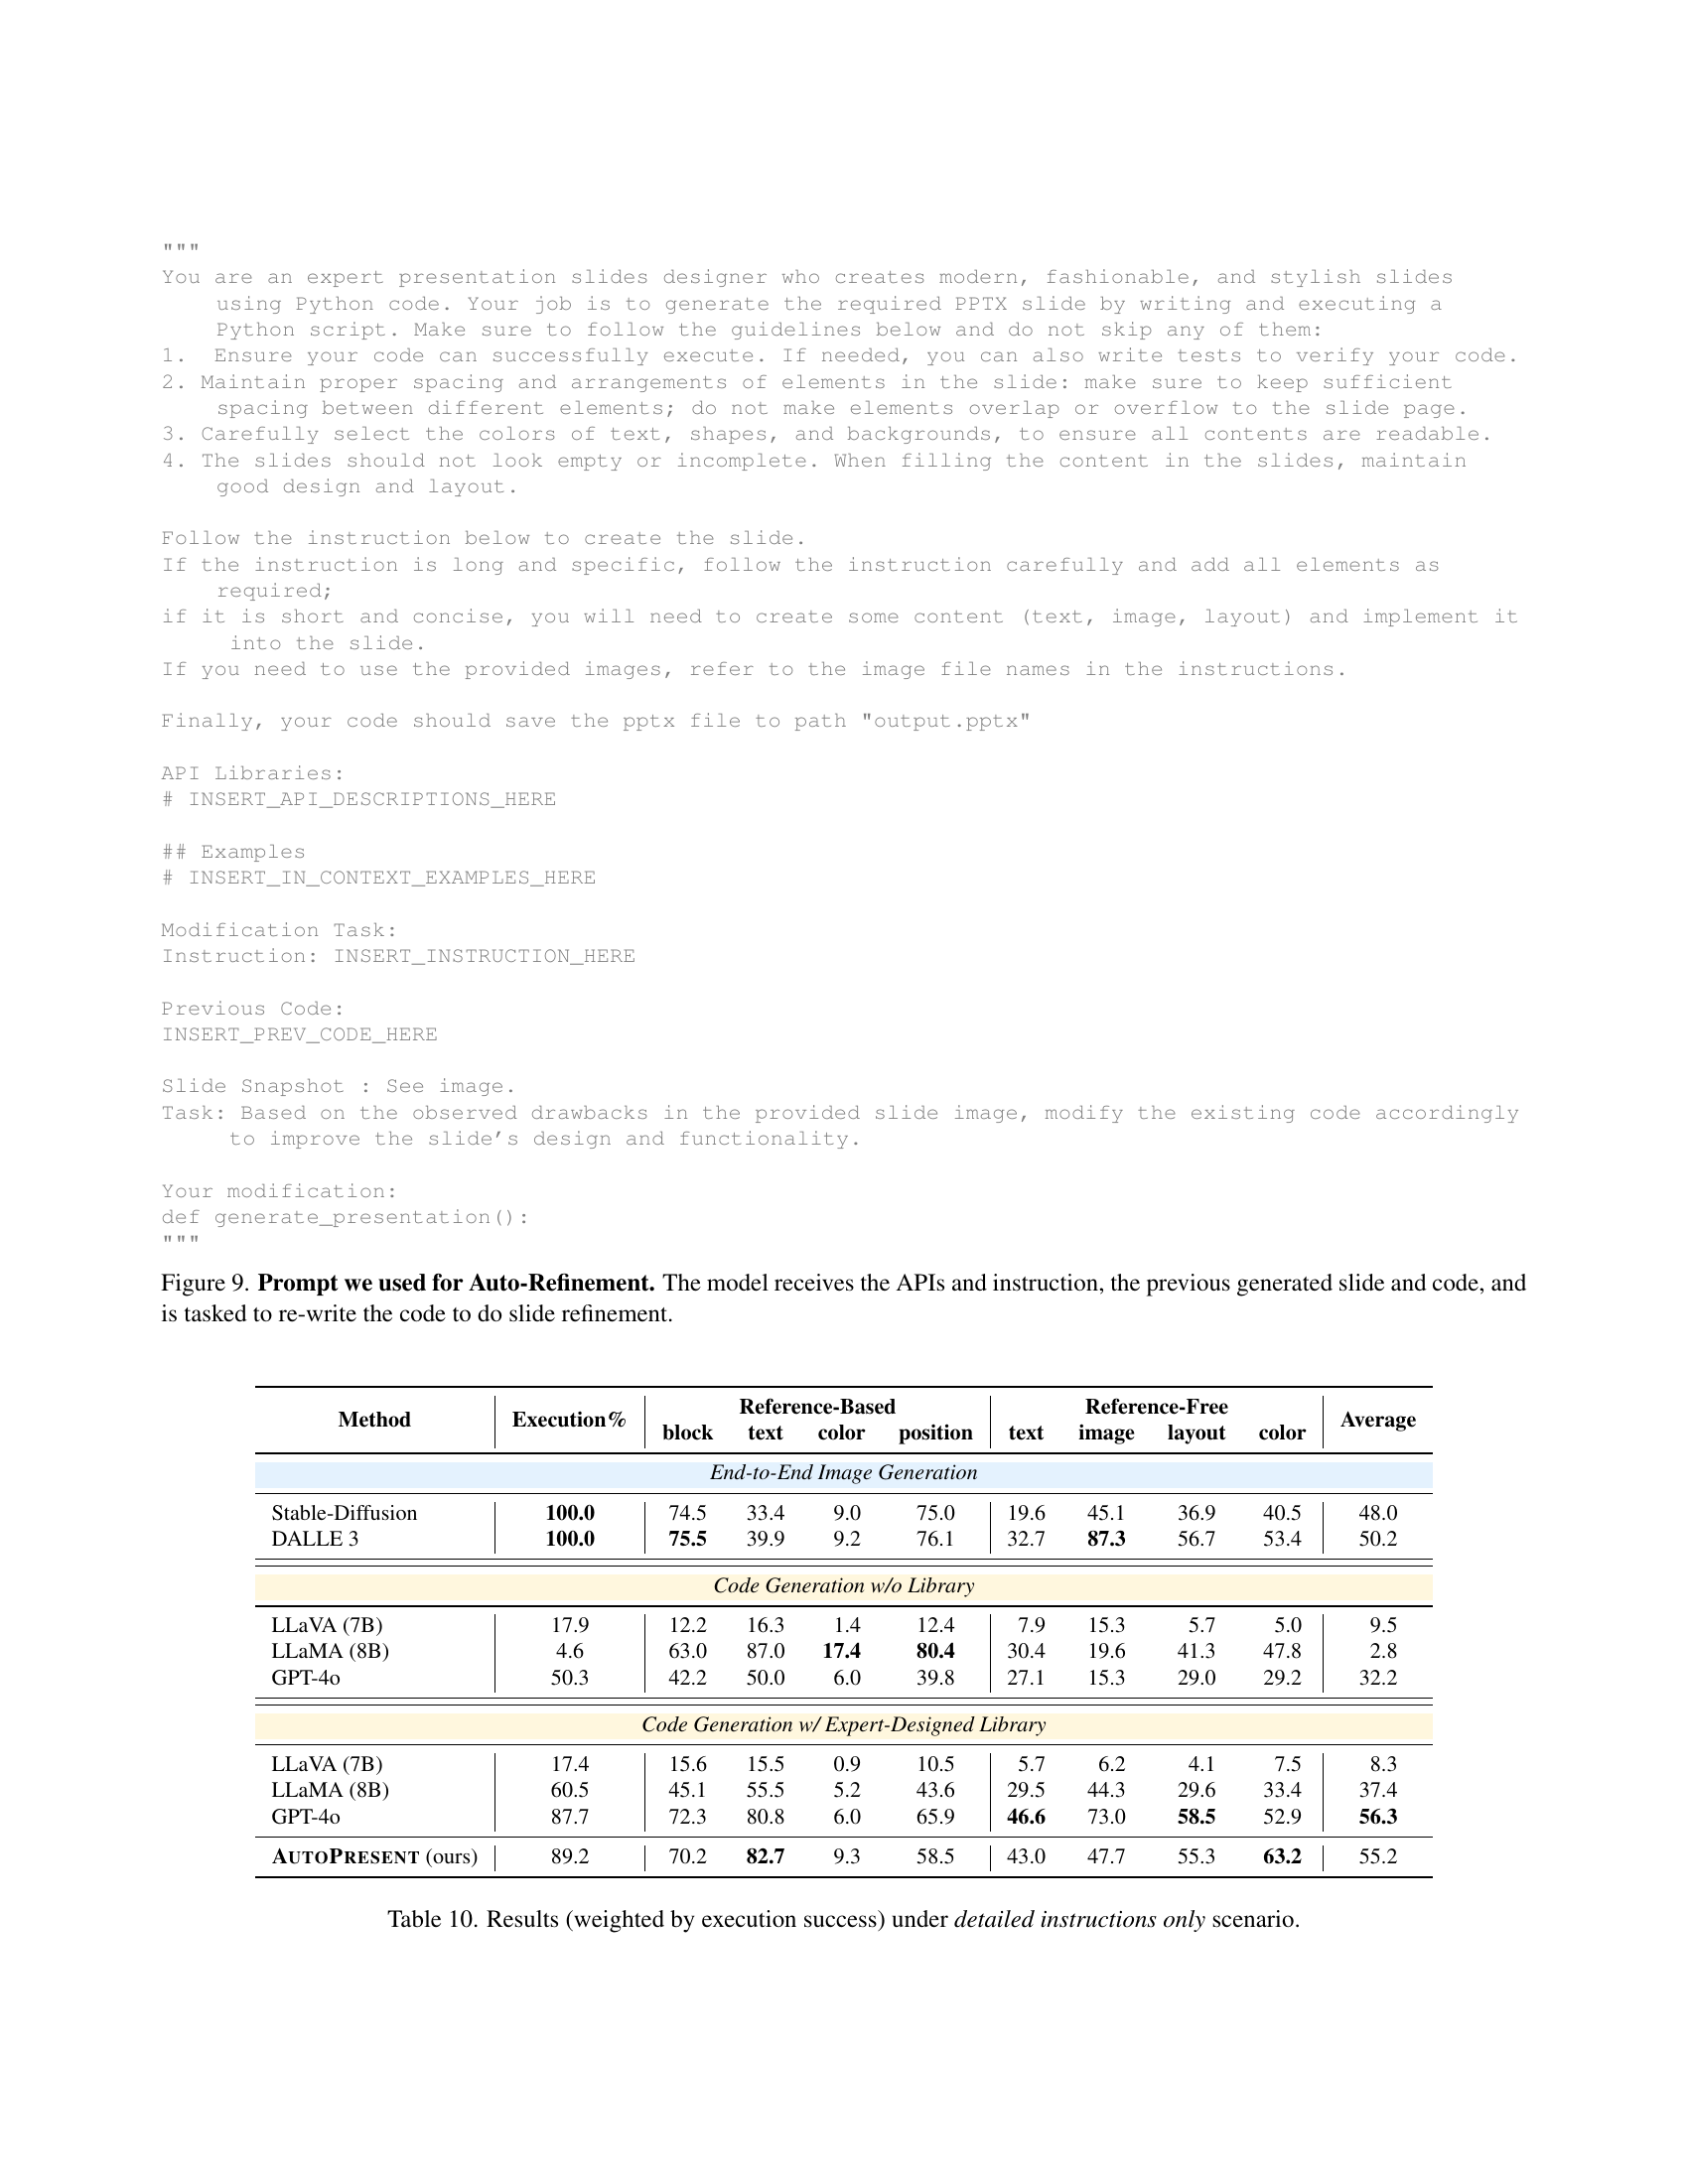 """
You are an expert presentation slides designer who creates modern, fashionable, and stylish slides
using Python code. Your job is to generate the required PPTX slide by writing and executing a
Python script. Make sure to follow the guidelines below and do not skip any of them:
1.  Ensure your code can successfully execute. If needed, you can also write tests to verify your code.
2. Maintain proper spacing and arrangements of elements in the slide: make sure to keep sufficient
spacing between different elements; do not make elements overlap or overflow to the slide page.
3. Carefully select the colors of text, shapes, and backgrounds, to ensure all contents are readable.
4. The slides should not look empty or incomplete. When filling the content in the slides, maintain
good design and layout.
Follow the instruction below to create the slide.
If the instruction is long and specific, follow the instruction carefully and add all elements as
required;
if it is short and concise, you will need to create some content (text, image, layout) and implement it
into the slide.
If you need to use the provided images, refer to the image file names in the instructions.
Finally, your code should save the pptx file to path "output.pptx"
API Libraries:
# INSERT_API_DESCRIPTIONS_HERE
## Examples
# INSERT_IN_CONTEXT_EXAMPLES_HERE
Modification Task:
Instruction: INSERT_INSTRUCTION_HERE
Previous Code:
INSERT_PREV_CODE_HERE
Slide Snapshot : See image.
Task: Based on the observed drawbacks in the provided slide image, modify the existing code accordingly
to improve the slide’s design and functionality.
Your modification:
def generate_presentation():
"""
Figure 9. Prompt we used for Auto-Refinement. The model receives the APIs and instruction, the previous generated slide and code, and
is tasked to re-write the code to do slide refinement.
Method Execution% Reference-Based Reference-Free Average
block text color position text image layout color
End-to-End Image Generation
Stable-Diffusion 100.0 74.5 33.4 9.0 75.0 19.6 45.1 36.9 40.5 48.0
DALLE 3 100.0 75.5 39.9 9.2 76.1 32.7 87.3 56.7 53.4 50.2
Code Generation w/o Library
LLaVA (7B) 17.9 12.2 16.3 1.4 12.4 7.9 15.3 5.7 5.0 9.5
LLaMA (8B) 4.6 63.0 87.0 17.4 80.4 30.4 19.6 41.3 47.8 2.8
GPT-4o 50.3 42.2 50.0 6.0 39.8 27.1 15.3 29.0 29.2 32.2
Code Generation w/ Expert-Designed Library
LLaVA (7B) 17.4 15.6 15.5 0.9 10.5 5.7 6.2 4.1 7.5 8.3
LLaMA (8B) 60.5 45.1 55.5 5.2 43.6 29.5 44.3 29.6 33.4 37.4
GPT-4o 87.7 72.3 80.8 6.0 65.9 46.6 73.0 58.5 52.9 56.3
AUTOPRESENT (ours) 89.2 70.2 82.7 9.3 58.5 43.0 47.7 55.3 63.2 55.2
Table 10. Results (weighted by execution success) under detailed instructions only scenario.